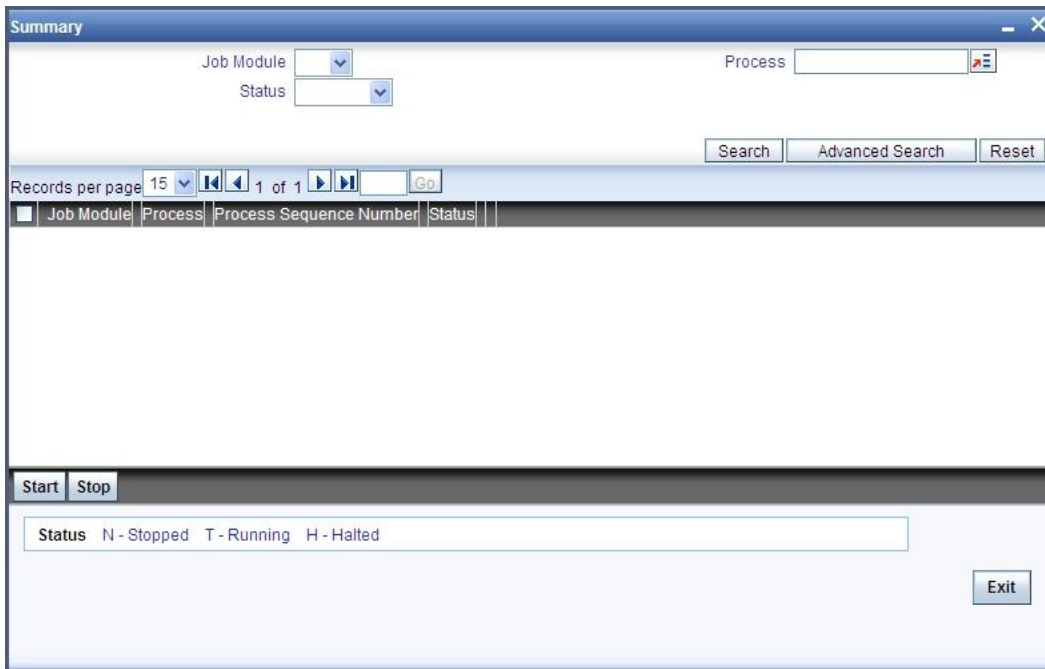 Summary
Job Module
Process
Status
Search Advanced Search Reset
Records per page 15 1 of 1 Go
Job Module Process Process Sequence Number Status
Start Stop
Status N - Stopped T - Running H - Halted
Exit